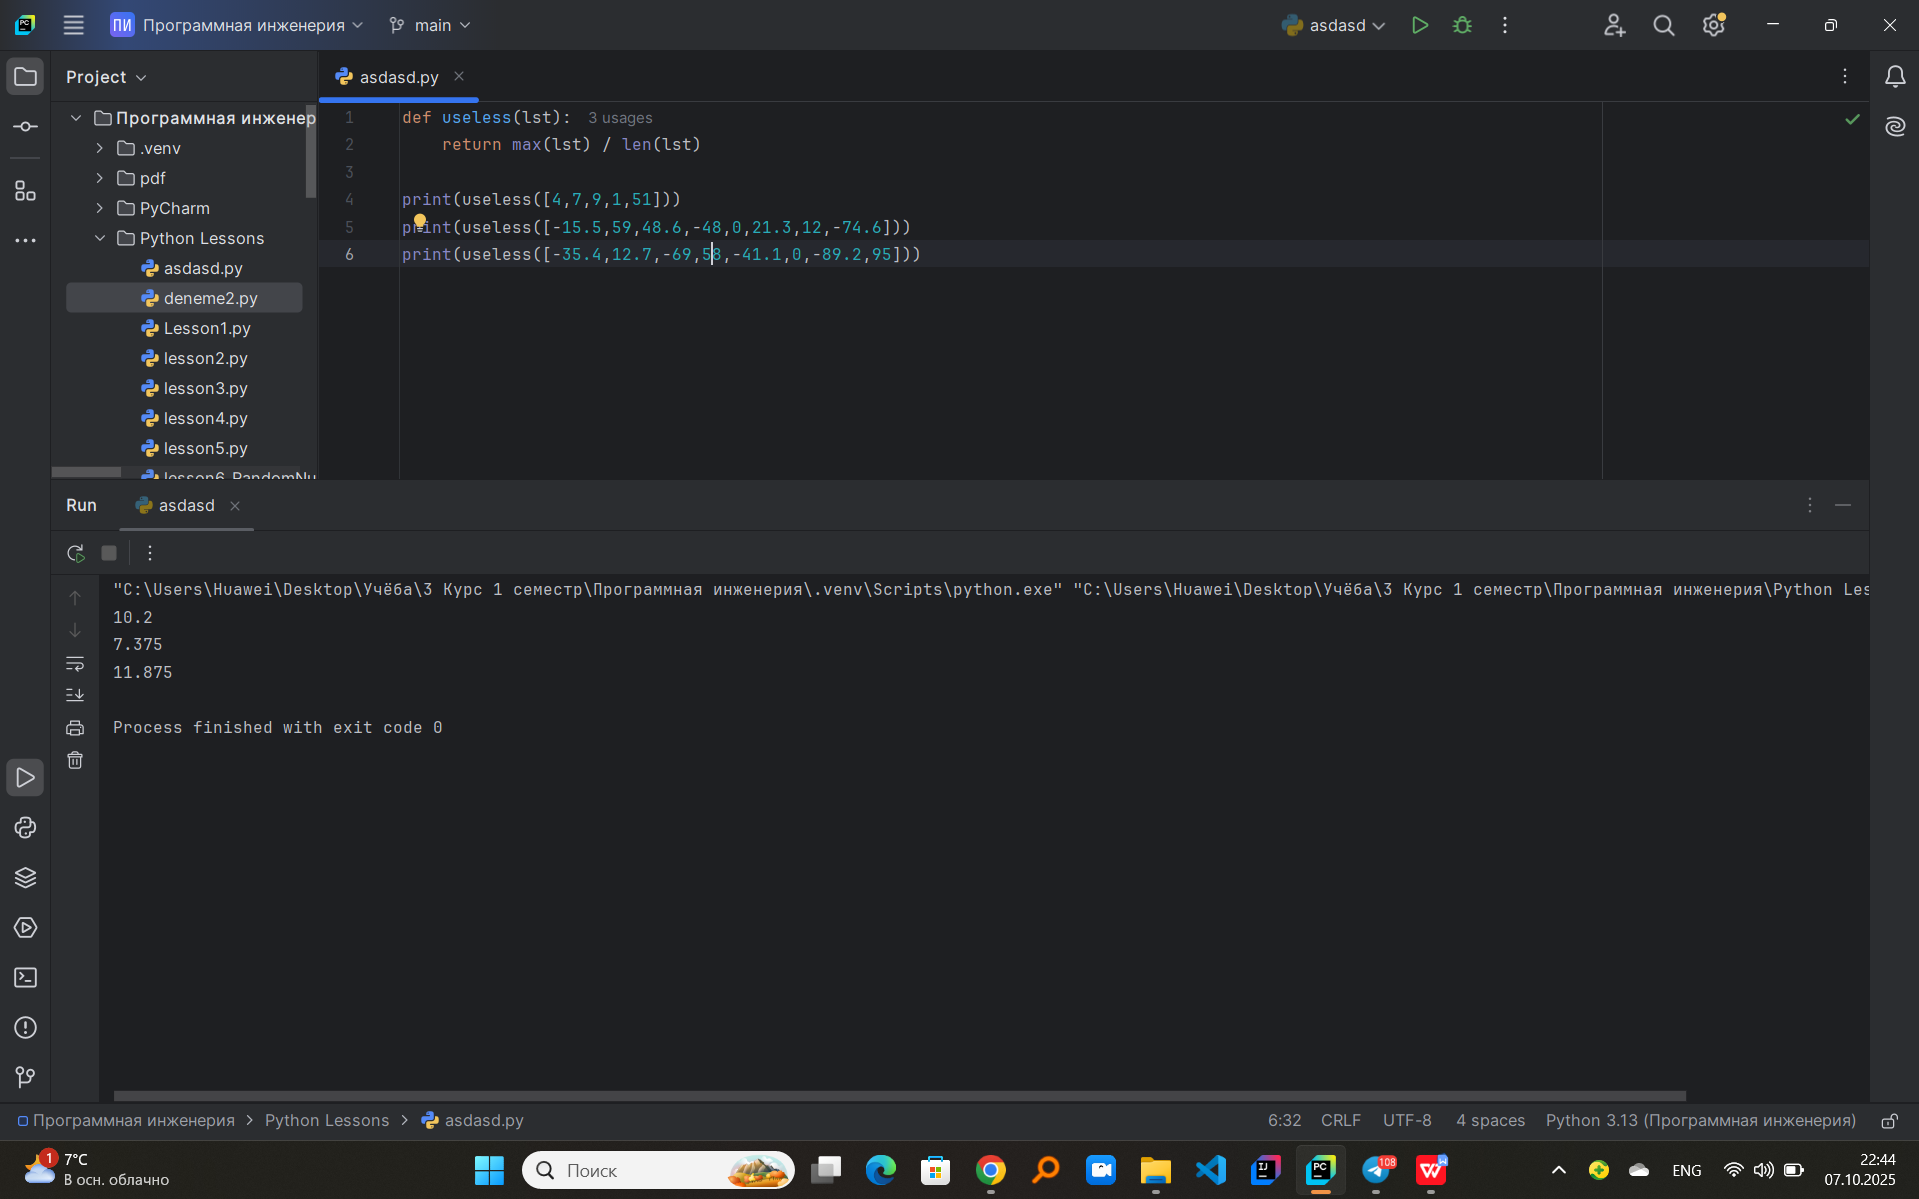 ПИ Программная инженерия main asdasd
Project asdasd.py
Программная инженер
.venv
pdf
PyCharm
Python Lessons
asdasd.py
deneme2.py
Lesson1.py
lesson2.py
lesson3.py
lesson4.py
lesson5.py
lesson6_RandomNu
1 def useless(lst): 3 usages
2 return max(lst) / len(lst)
3
4 print(useless([4,7,9,1,51]))
5 print(useless([-15.5,59,48.6,-48,0,21.3,12,-74.6]))
6 print(useless([-35.4,12.7,-69,58,-41.1,0,-89.2,95]))
Run asdasd
"C:\Users\Huawei\Desktop\Учёба\3 Курс 1 семестр\Программная инженерия\.venv\Scripts\python.exe" "C:\Users\Huawei\Desktop\Учёба\3 Курс 1 семестр\Программная инженерия\Python Les
10.2
7.375
11.875
Process finished with exit code 0
Программная инженерия > Python Lessons > asdasd.py 6:32 CRLF UTF-8 4 spaces Python 3.13 (Программная инженерия)
1 7°C
В осн. облачно
Поиск
PC
108
ENG
22:44
07.10.2025